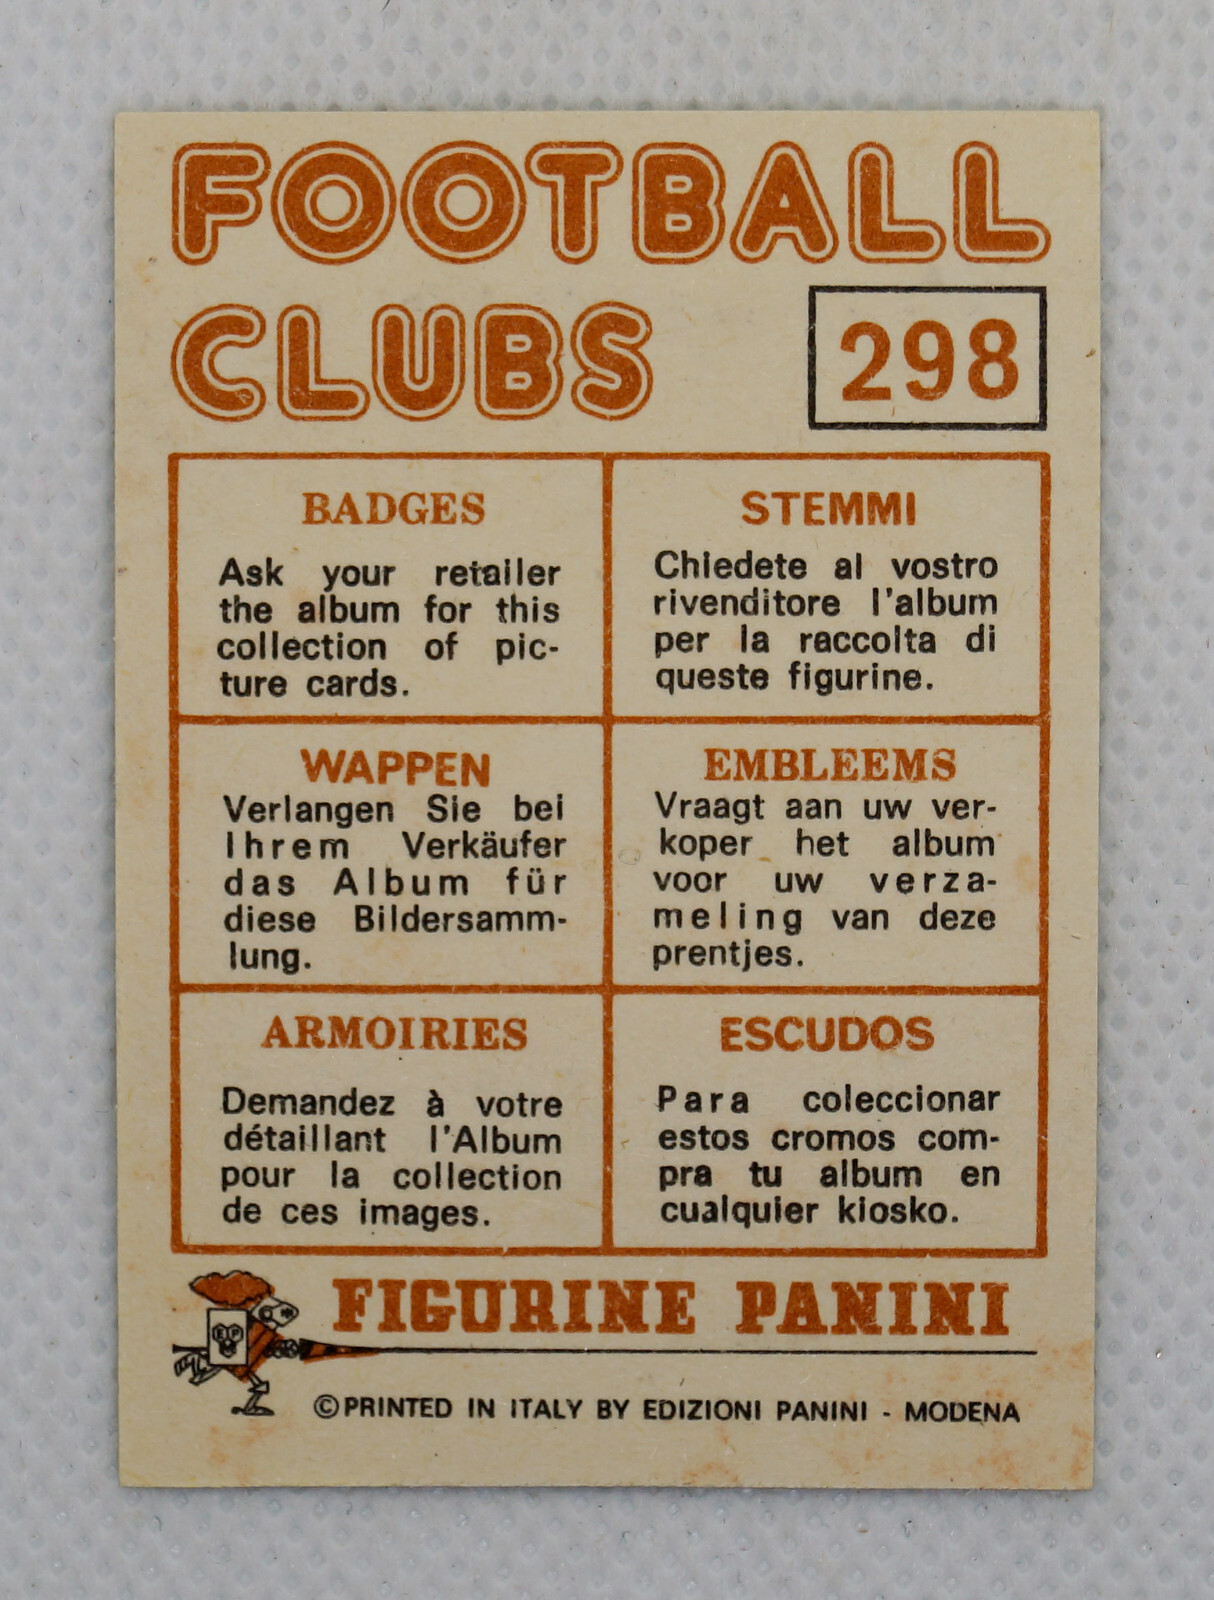 FOOTBALL
CLUBS
298
BADGES
Ask your retailer
the album for this
collection of pic-
ture cards.
STEMMI
Chiedete al vostro
rivenditore l'album
per la raccolta di
queste figurine.
WAPPEN
Verlangen Sie bei
Ihrem Verkäufer
das Album für
diese Bildersamm-
lung.
EMBLEEMS
Vraagt aan uw ver-
koper het album
voor uw verza-
meling van deze
prentjes.
ARMOIRIES
Demandez à votre
détaillant l'Album
pour la collection
de ces images.
ESCUDOS
Para coleccionar
estos cromos com-
pra tu album en
cualquier kiosko.
FIGURINE PANINI
©PRINTED IN ITALY BY EDIZIONI PANINI - MODENA